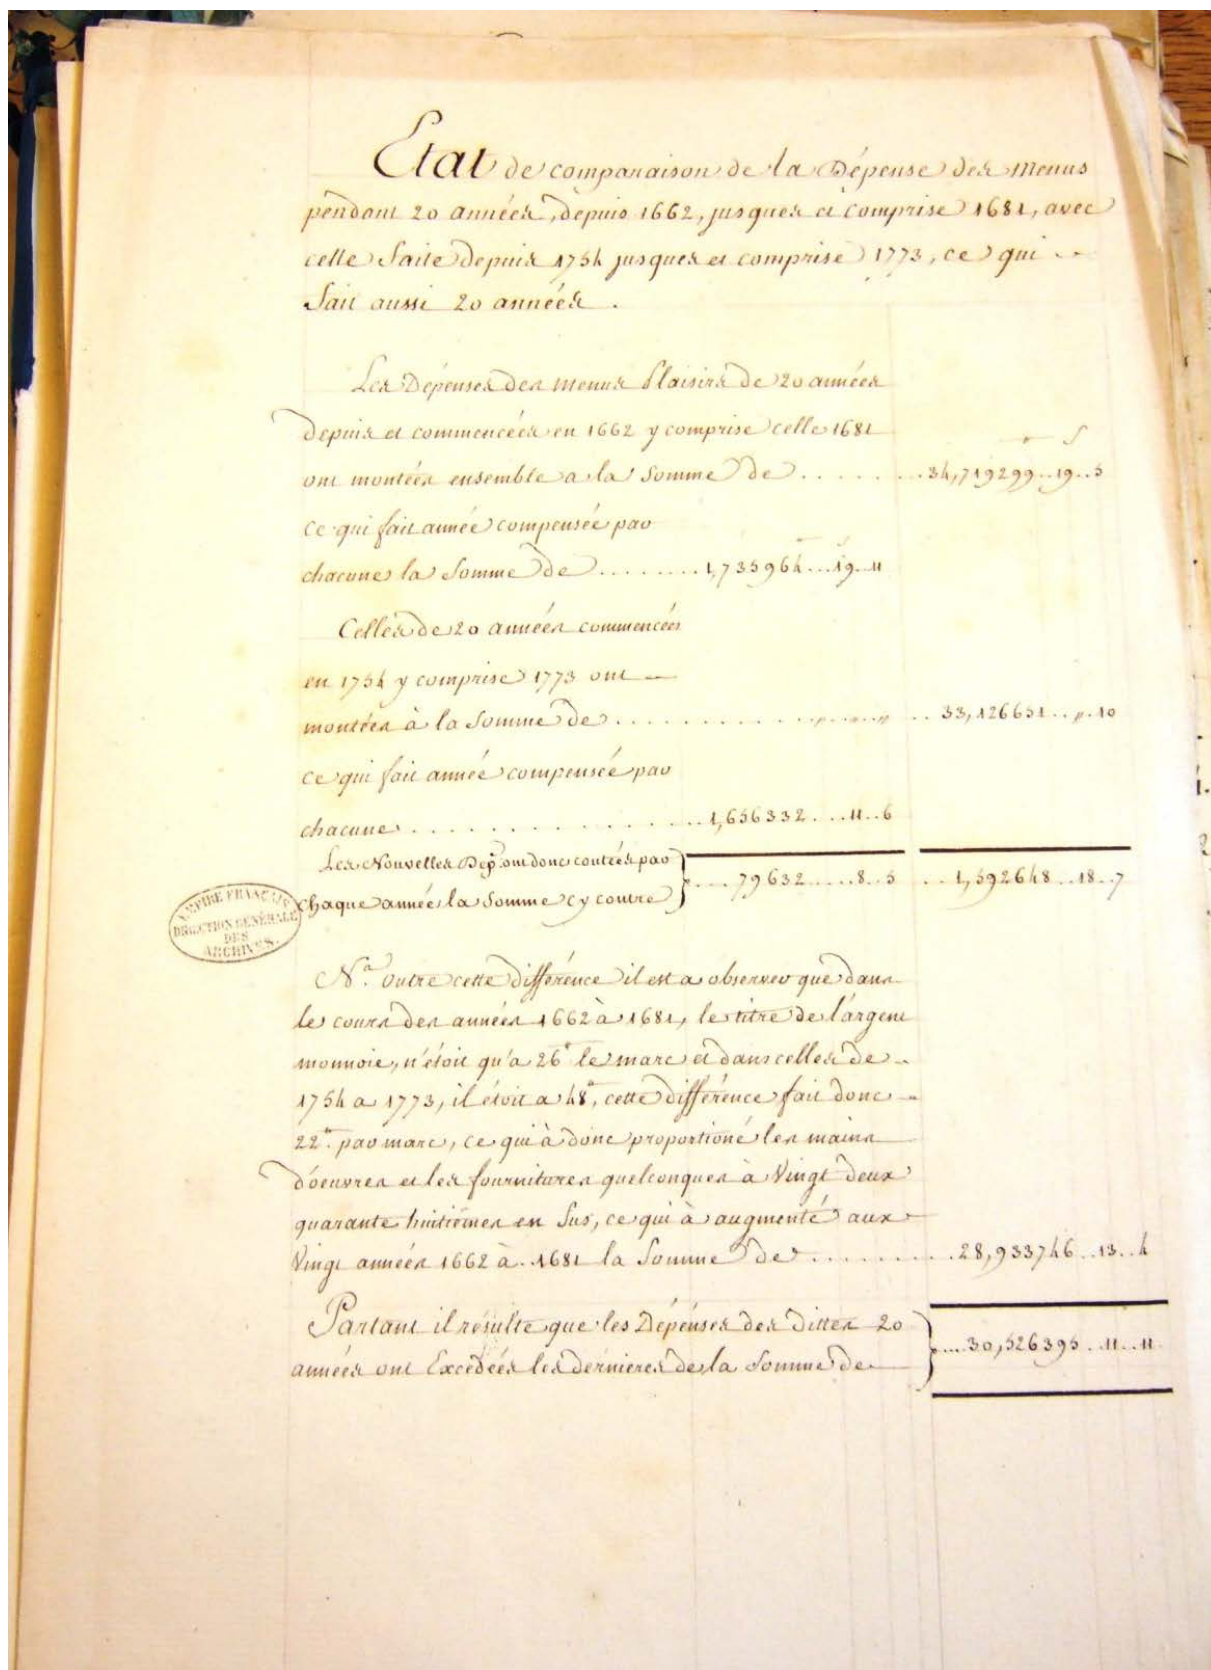 Etat de comparaison de la Dépense des menus
pendant 20 années, depuis 1662, jusques et comprise 1681, avec
celle faite depuis 1754 jusques et comprise 1773, ce qui
fait aussi 20 années.
Les Dépenses des menus Plaisirs de 20 années
depuis et commencées en 1662 y comprise celle 1681
ont montées ensemble a la Somme de ........ 34,719299..19..5
ce qui fait année compensée par
chacune la Somme de ........ 1,735964...19..11
Celles de 20 années commencées
en 1754 y comprise 1773 ont
montées à la Somme de ............ 33,126651..〃.10
ce qui fait année compensée par
chacune ............ 1,656332....11..6
Les Nouvelles Dép. ont donc coutées par
chaque année la Somme cy contre .... 79632.....8..5 .. 1,592648..18..7
EMPIRE FRANÇAIS
DIRECTION GÉNÉRALE
DES
ARCHIVES.
Na. outre cette différence il est a observer que dans
le cours des années 1662 à 1681, le titre de l'argent
monnoie, n'étoit qu'a 26# le marc et dans celles de
1754 a 1773, il étoit a 48#, cette différence fait donc
22#. par marc, ce qui à donc proportioné les mains
d'oeuvres et les fournitures quelconques à Vingt deux
quarante huitièmes en Sus, ce qui à augmenté aux
Vingt années 1662 à 1681 la Somme de ........ 28,933746..13..4
Partant il résulte que les Dépenses des dittes 20
années ont Excédées les dernieres de la Somme de .... 30,526395..11..11